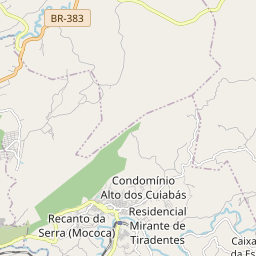 BR-383
Condomínio
Alto dos Cuiabás
Residencial
Mirante de
Tiradentes
Recanto da
Serra (Mococa)
Caixa
da Es